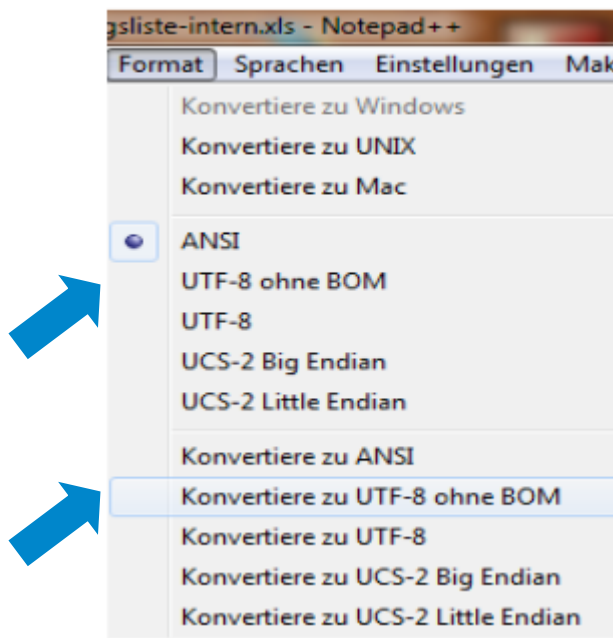 gsliste-intern.xls - Notepad++
Format Sprachen Einstellungen Mak
Konvertiere zu Windows
Konvertiere zu UNIX
Konvertiere zu Mac
ANSI
UTF-8 ohne BOM
UTF-8
UCS-2 Big Endian
UCS-2 Little Endian
Konvertiere zu ANSI
Konvertiere zu UTF-8 ohne BOM
Konvertiere zu UTF-8
Konvertiere zu UCS-2 Big Endian
Konvertiere zu UCS-2 Little Endian